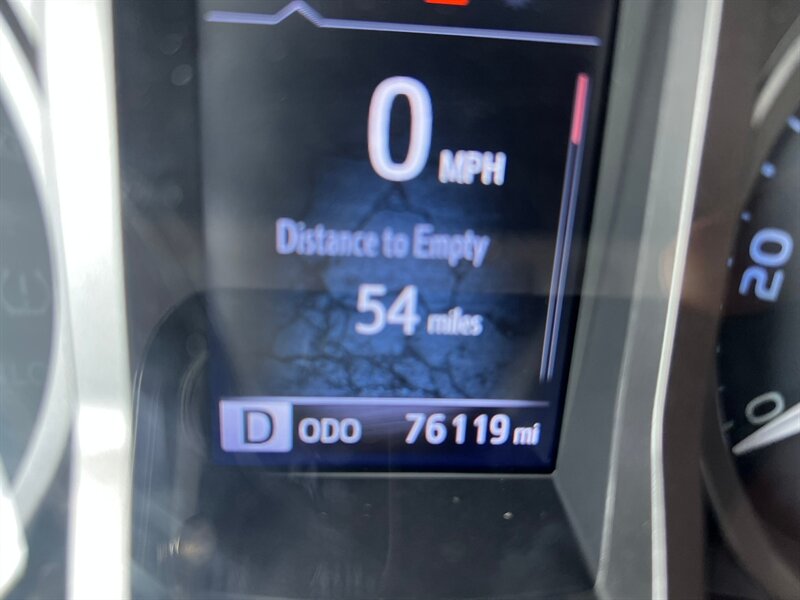 0 MPH
Distance to Empty
54 miles
D ODO 76119 mi
20
0